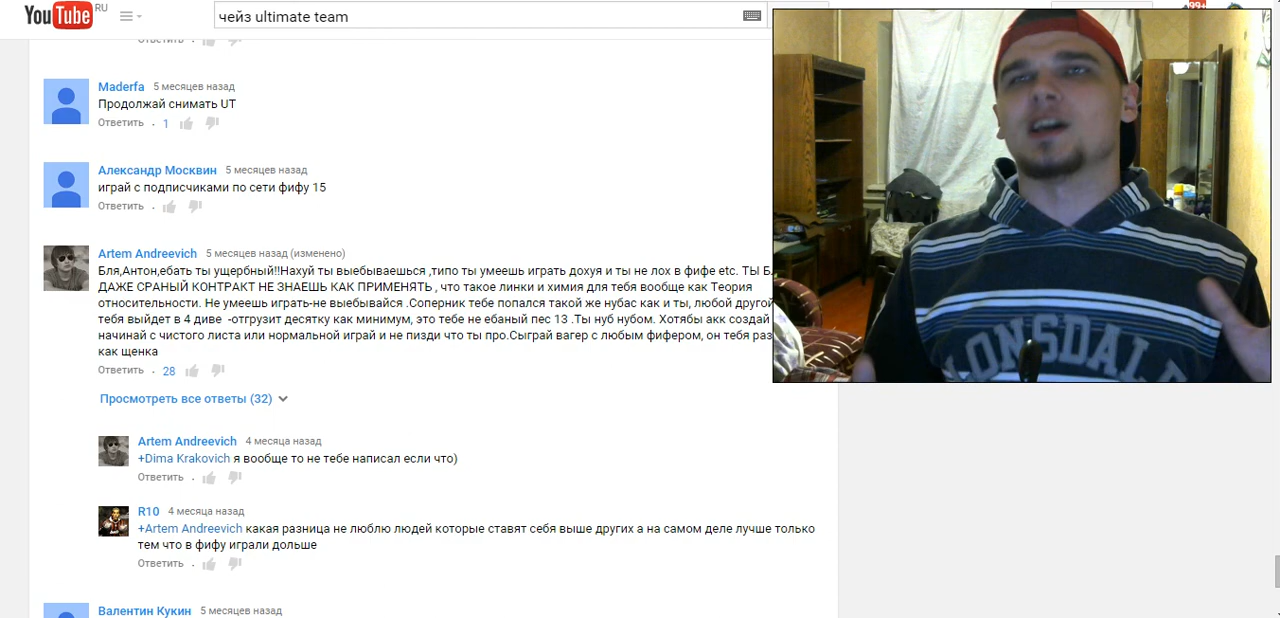 YouTube RU
чейз ultimate team
99+
Ответить
Maderfa 5 месяцев назад
Продолжай снимать UT
Ответить . 1
Александр Москвин 5 месяцев назад
играй с подписчиками по сети фифу 15
Ответить .
Artem Andreevich 5 месяцев назад (изменено)
Бля,Антон,ебать ты ущербный!!Нахуй ты выебываешься ,типо ты умеешь играть дохуя и ты не лох в фифе etc. ТЫ Б
ДАЖЕ СРАНЫЙ КОНТРАКТ НЕ ЗНАЕШЬ КАК ПРИМЕНЯТЬ , что такое линки и химия для тебя вообще как Теория
относительности. Не умеешь играть-не выебывайся .Соперник тебе попался такой же нубас как и ты, любой другой
тебя выйдет в 4 диве -отгрузит десятку как минимум, это тебе не ебаный пес 13 .Ты нуб нубом. Хотябы акк создай
начинай с чистого листа или нормальной играй и не пизди что ты про.Сыграй вагер с любым фифером, он тебя раз
как щенка
Ответить . 28
Просмотреть все ответы (32)
Artem Andreevich 4 месяца назад
+Dima Krakovich я вообще то не тебе написал если что)
Ответить .
R10 4 месяца назад
+Artem Andreevich какая разница не люблю людей которые ставят себя выше других а на самом деле лучше только
тем что в фифу играли дольше
Ответить .
Валентин Кукин 5 месяцев назад
LONSDALE